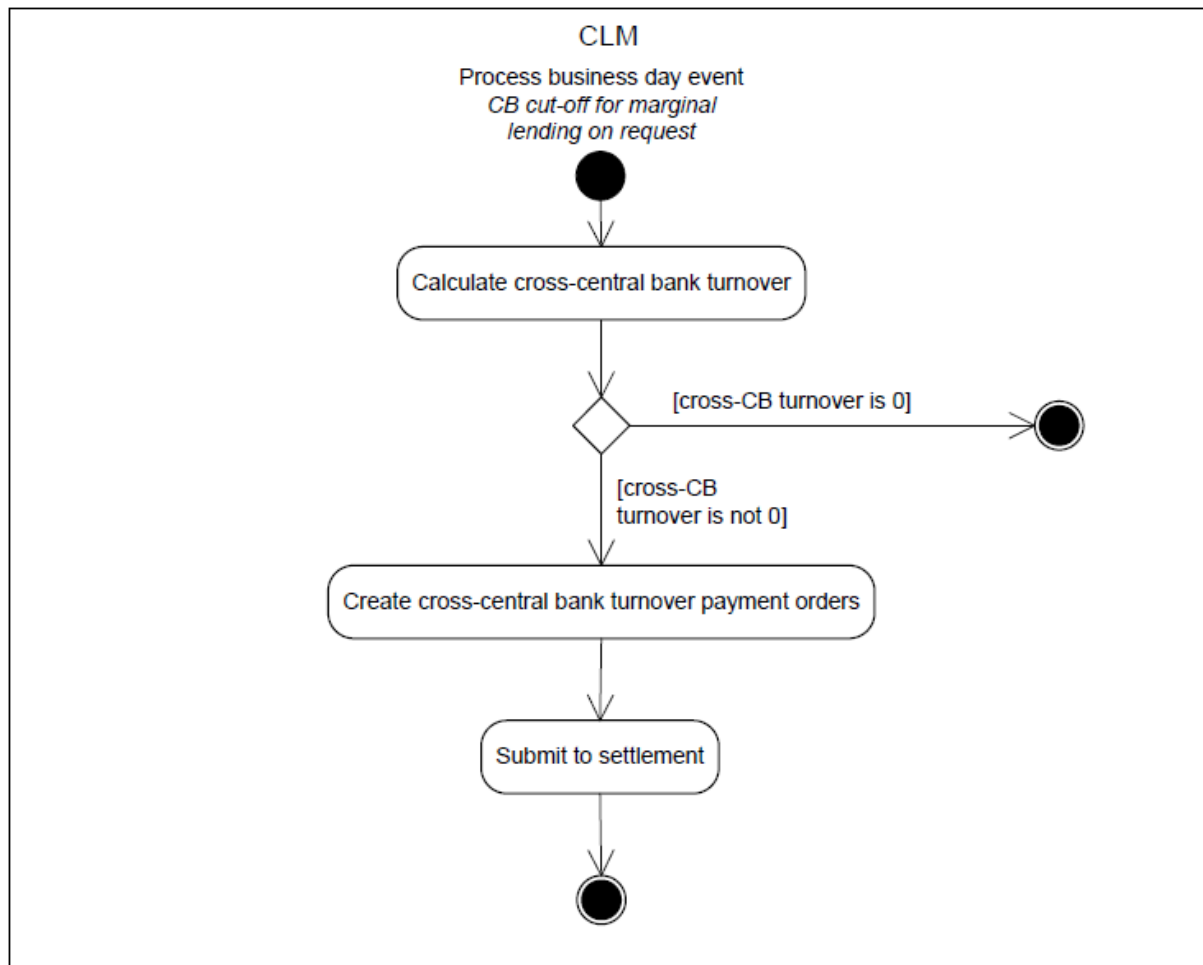 CLM
Process business day event
CB cut-off for marginal
lending on request
Calculate cross-central bank turnover
[cross-CB turnover is 0]
[cross-CB
turnover is not 0]
Create cross-central bank turnover payment orders
Submit to settlement